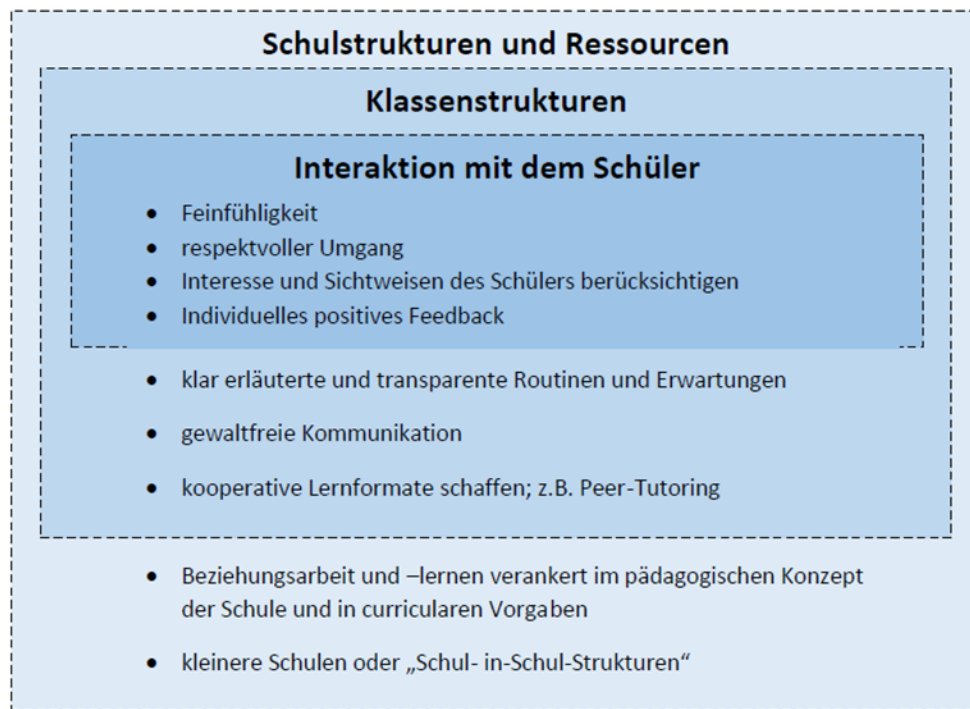 Schulstrukturen und Ressourcen
Klassenstrukturen
Interaktion mit dem Schüler
• Feinfühligkeit
• respektvoller Umgang
• Interesse und Sichtweisen des Schülers berücksichtigen
• Individuelles positives Feedback
• klar erläuterte und transparente Routinen und Erwartungen
• gewaltfreie Kommunikation
• kooperative Lernformate schaffen; z.B. Peer-Tutoring
• Beziehungsarbeit und –lernen verankert im pädagogischen Konzept
der Schule und in curricularen Vorgaben
• kleinere Schulen oder „Schul- in-Schul-Strukturen“